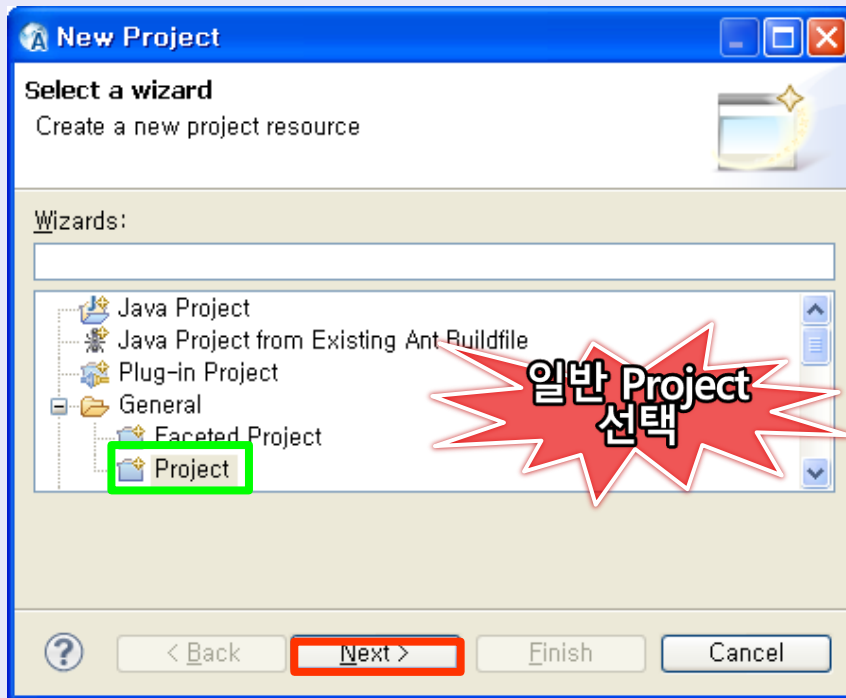 New Project
Select a wizard
Create a new project resource
Wizards:
Java Project
Java Project from Existing Ant Buildfile
Plug-in Project
General
Faceted Project
Project
일반 Project
선택
?
< Back
Next >
Finish
Cancel